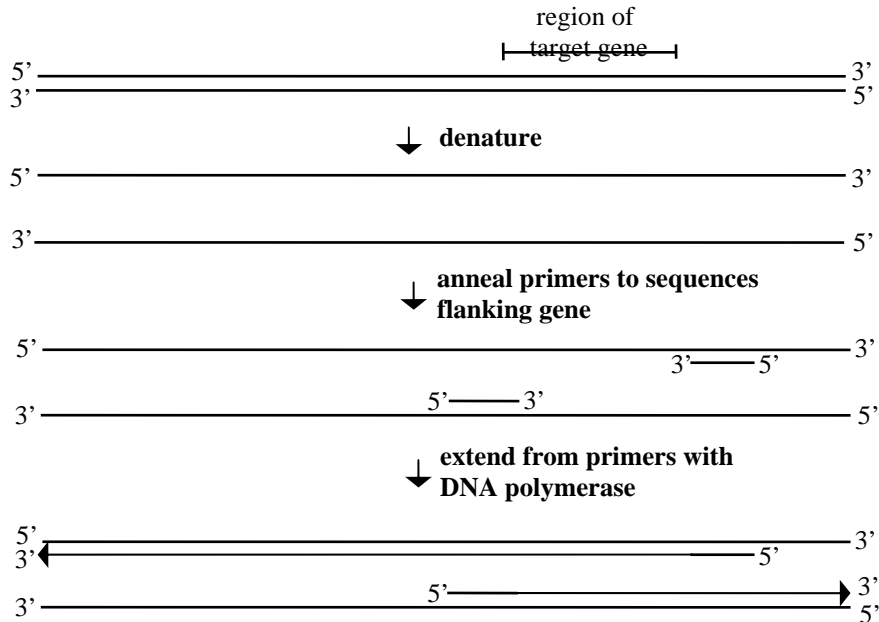 region of
target gene
5’ 3’
3’ 5’
denature
5’ 3’
3’ 5’
anneal primers to sequences
flanking gene
5’ 3’
3’ 5’
5’ 3’
3’ 5’
extend from primers with
DNA polymerase
5’ 3’
3’ 5’
5’ 3’
3’ 5’